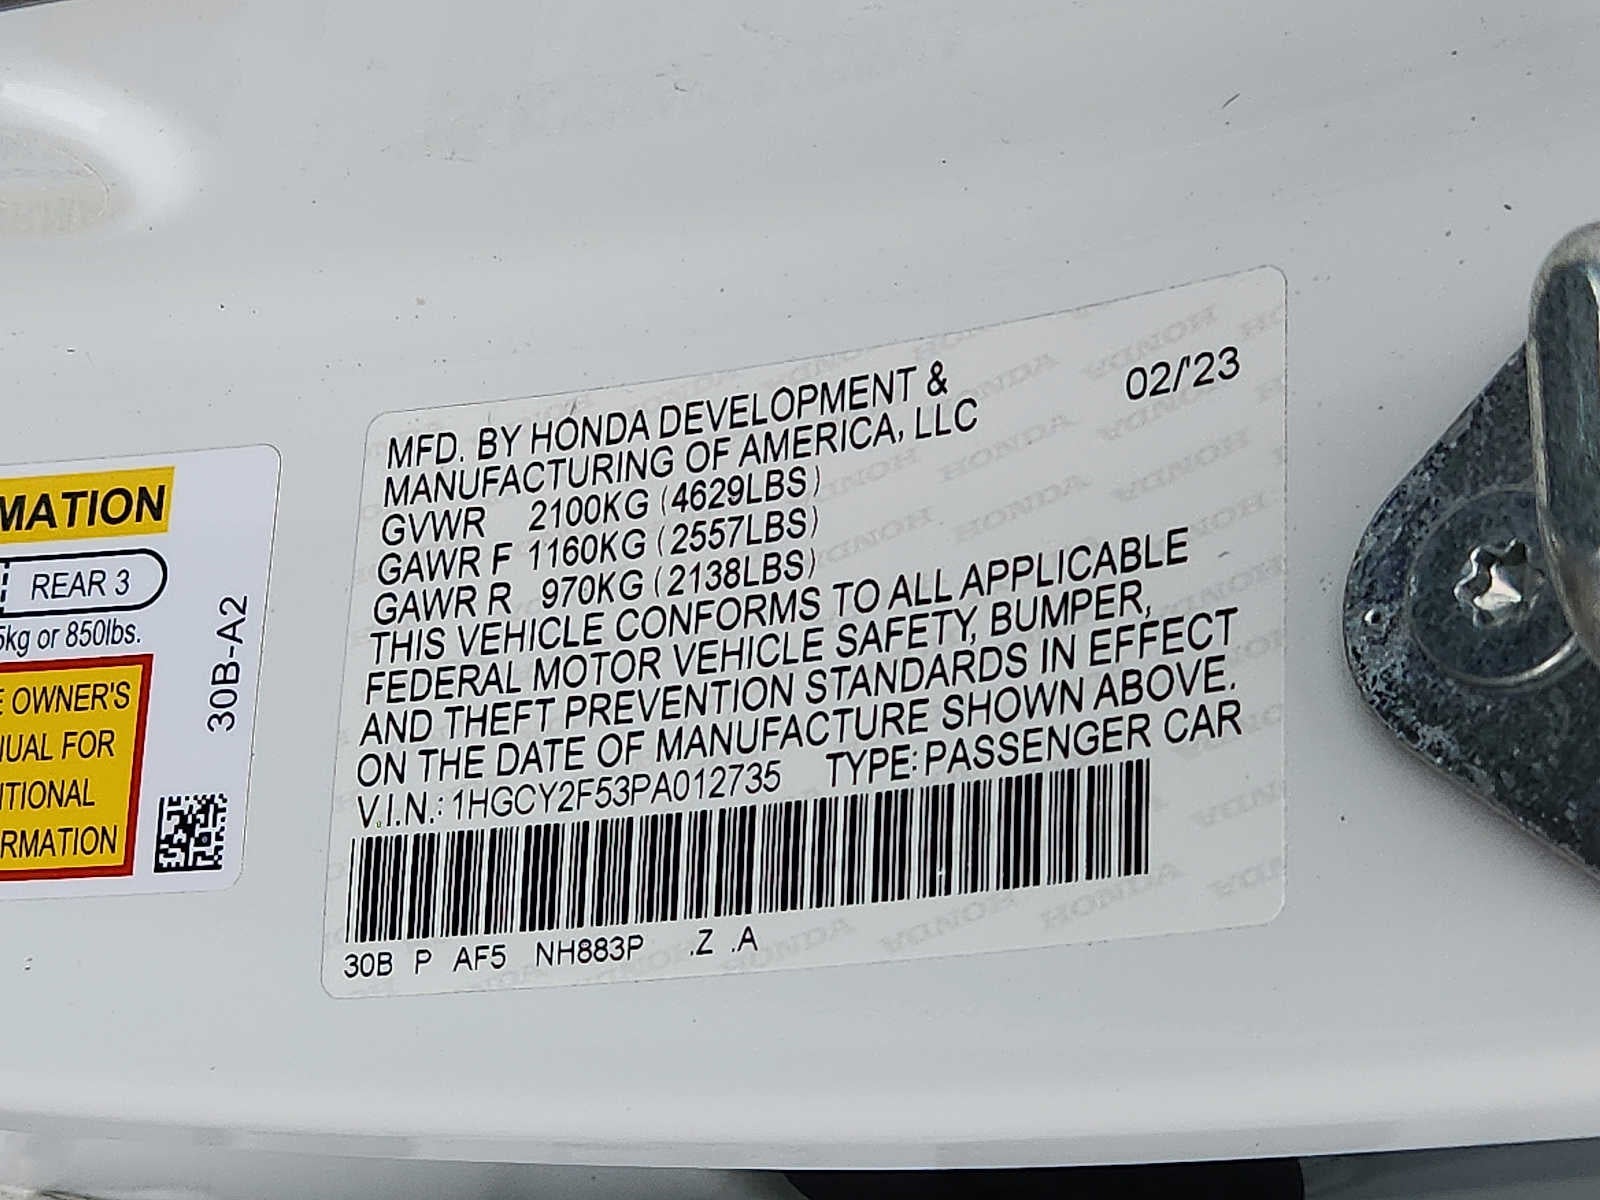 MATION
REAR 3
5kg or 850lbs.
E OWNER'S
NUAL FOR
ITIONAL
RMATION
30B-A2
MFD. BY HONDA DEVELOPMENT &
MANUFACTURING OF AMERICA, LLC
02/'23
GVWR 2100KG (4629LBS)
GAWR F 1160KG (2557LBS)
GAWR R 970KG (2138LBS)
THIS VEHICLE CONFORMS TO ALL APPLICABLE
FEDERAL MOTOR VEHICLE SAFETY, BUMPER,
AND THEFT PREVENTION STANDARDS IN EFFECT
ON THE DATE OF MANUFACTURE SHOWN ABOVE.
V.I.N.: 1HGCY2F53PA012735 TYPE: PASSENGER CAR
30B P AF5 NH883P .Z .A